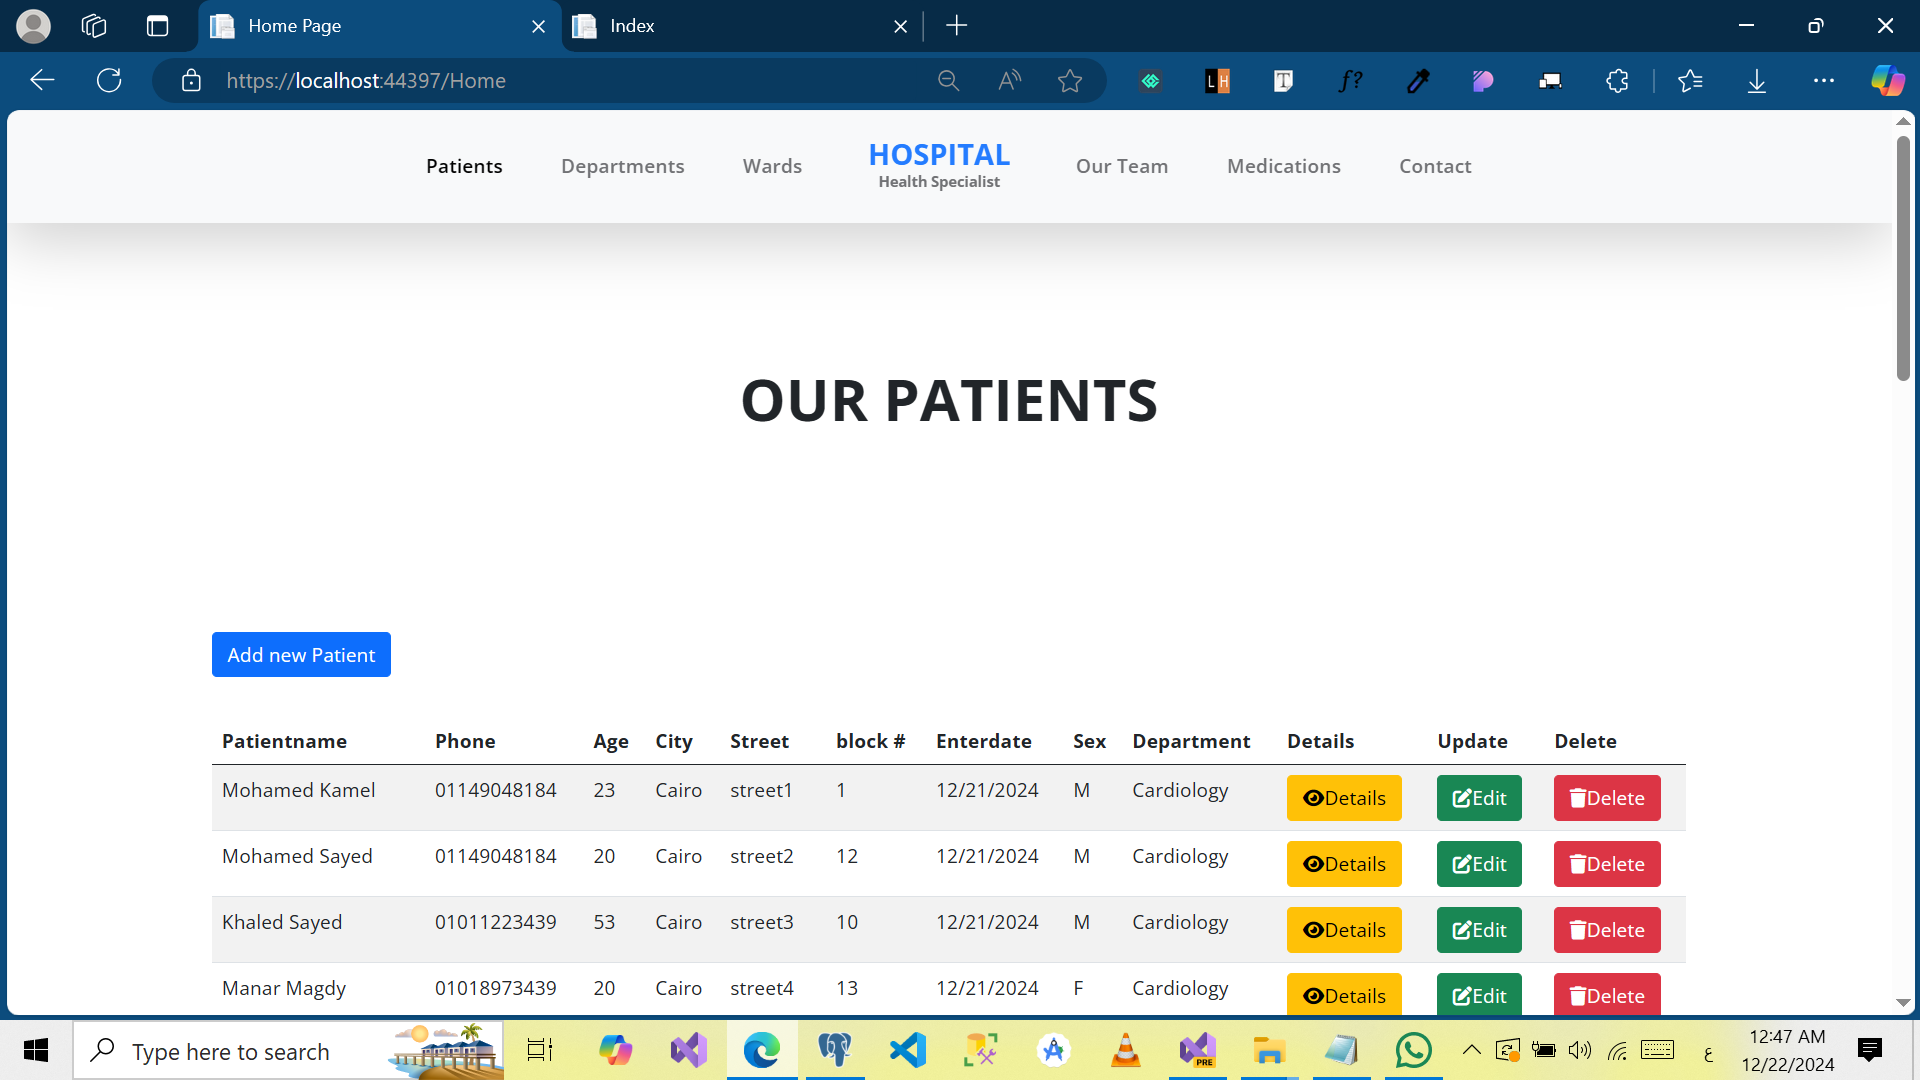 Home Page
Index
https://localhost:44397/Home
Patients
Departments
Wards
HOSPITAL
Health Specialist
Our Team
Medications
Contact
OUR PATIENTS
Add new Patient
Patientname Phone Age City Street block # Enterdate Sex Department Details Update Delete
Mohamed Kamel 01149048184 23 Cairo street1 1 12/21/2024 M Cardiology Details Edit Delete
Mohamed Sayed 01149048184 20 Cairo street2 12 12/21/2024 M Cardiology Details Edit Delete
Khaled Sayed 01011223439 53 Cairo street3 10 12/21/2024 M Cardiology Details Edit Delete
Manar Magdy 01018973439 20 Cairo street4 13 12/21/2024 F Cardiology Details Edit Delete
Type here to search
PRE
ع
12:47 AM
12/22/2024